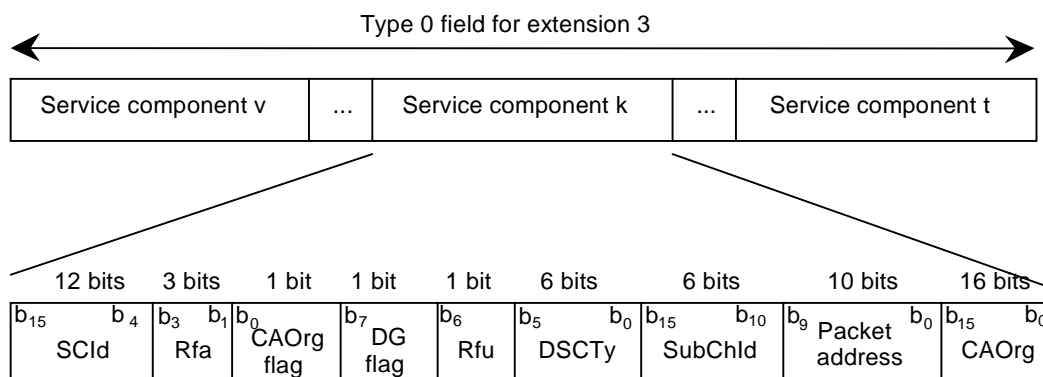 Type 0 field for extension 3
Service component v ... Service component k ... Service component t
12 bits 3 bits 1 bit 1 bit 1 bit 6 bits 6 bits 10 bits 16 bits
b15 b4 b3 b1 b0 b7 b6 b5 b0 b15 b10 b9 b0 b15 b0
SCId Rfa CAOrg flag DG flag Rfu DSCTy SubChId Packet address CAOrg